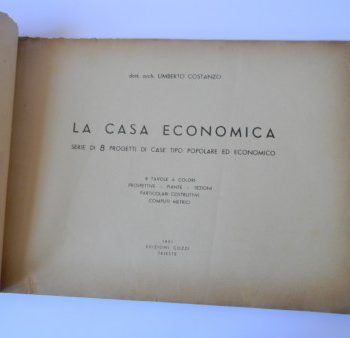 dott. arch. UMBERTO COSTANZO
LA CASA ECONOMICA
SERIE DI 8 PROGETTI DI CASE TIPO POPOLARE ED ECONOMICO
8 TAVOLE A COLORI
PROSPETTIVE - PIANTE - SEZIONI
PARTICOLARI COSTRUTTIVI
COMPUTI METRICI
1951
EDIZIONI COZZI
TRIESTE